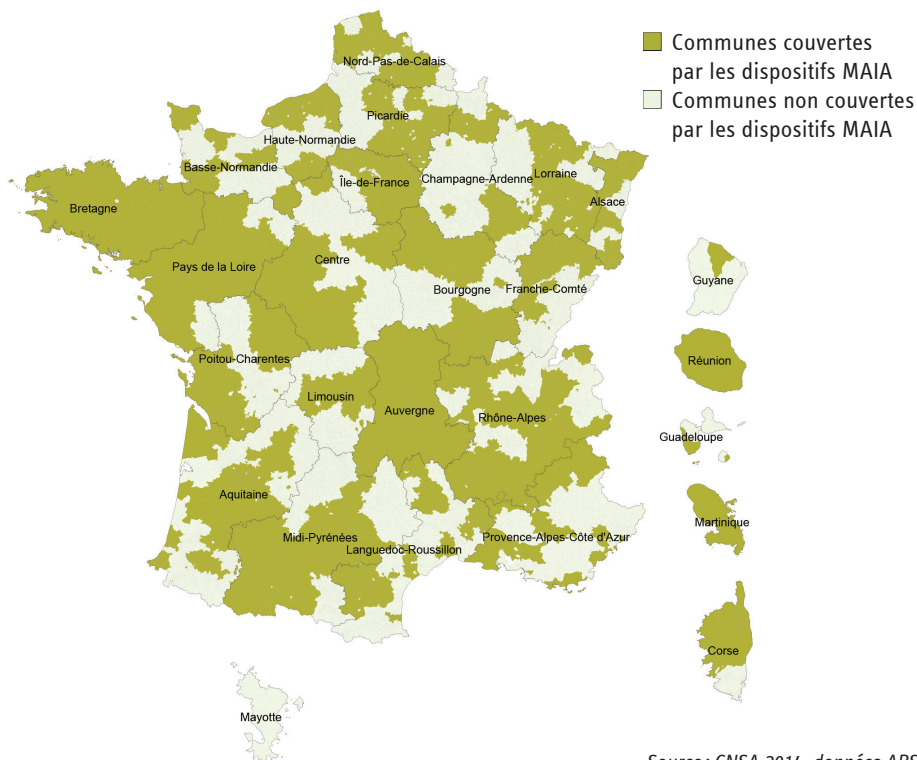 Communes couvertes
par les dispositifs MAIA
Communes non couvertes
par les dispositifs MAIA
Nord-Pas-de-Calais
Picardie
Haute-Normandie
Basse-Normandie
Île-de-France
Champagne-Ardenne
Lorraine
Alsace
Bretagne
Pays de la Loire
Centre
Bourgogne
Franche-Comté
Guyane
Poitou-Charentes
Réunion
Limousin
Auvergne
Rhône-Alpes
Guadeloupe
Aquitaine
Martinique
Midi-Pyrénées
Languedoc-Roussillon
Provence-Alpes-Côte d'Azur
Corse
Mayotte